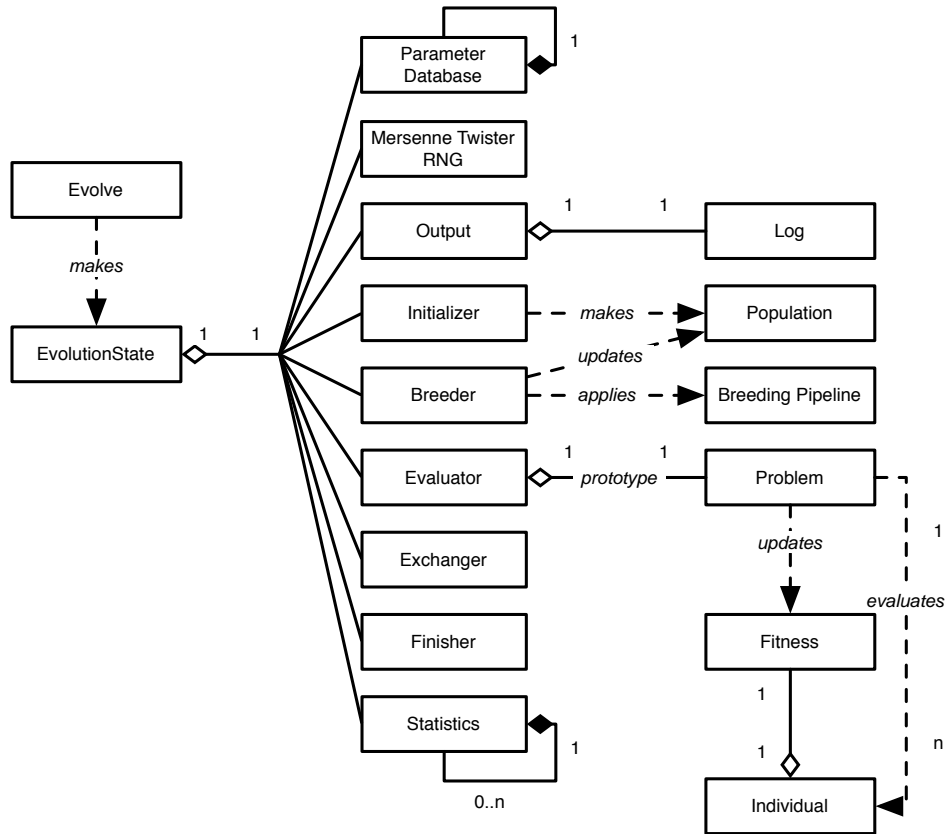 1
Parameter
Database
Mersenne Twister
RNG
Evolve
1
1
Output
Log
makes
Initializer
makes
Population
1
1
updates
EvolutionState
Breeder
applies
Breeding Pipeline
1
1
Evaluator
prototype
Problem
1
updates
Exchanger
evaluates
Finisher
Fitness
1
Statistics
1
1
n
0..n
Individual